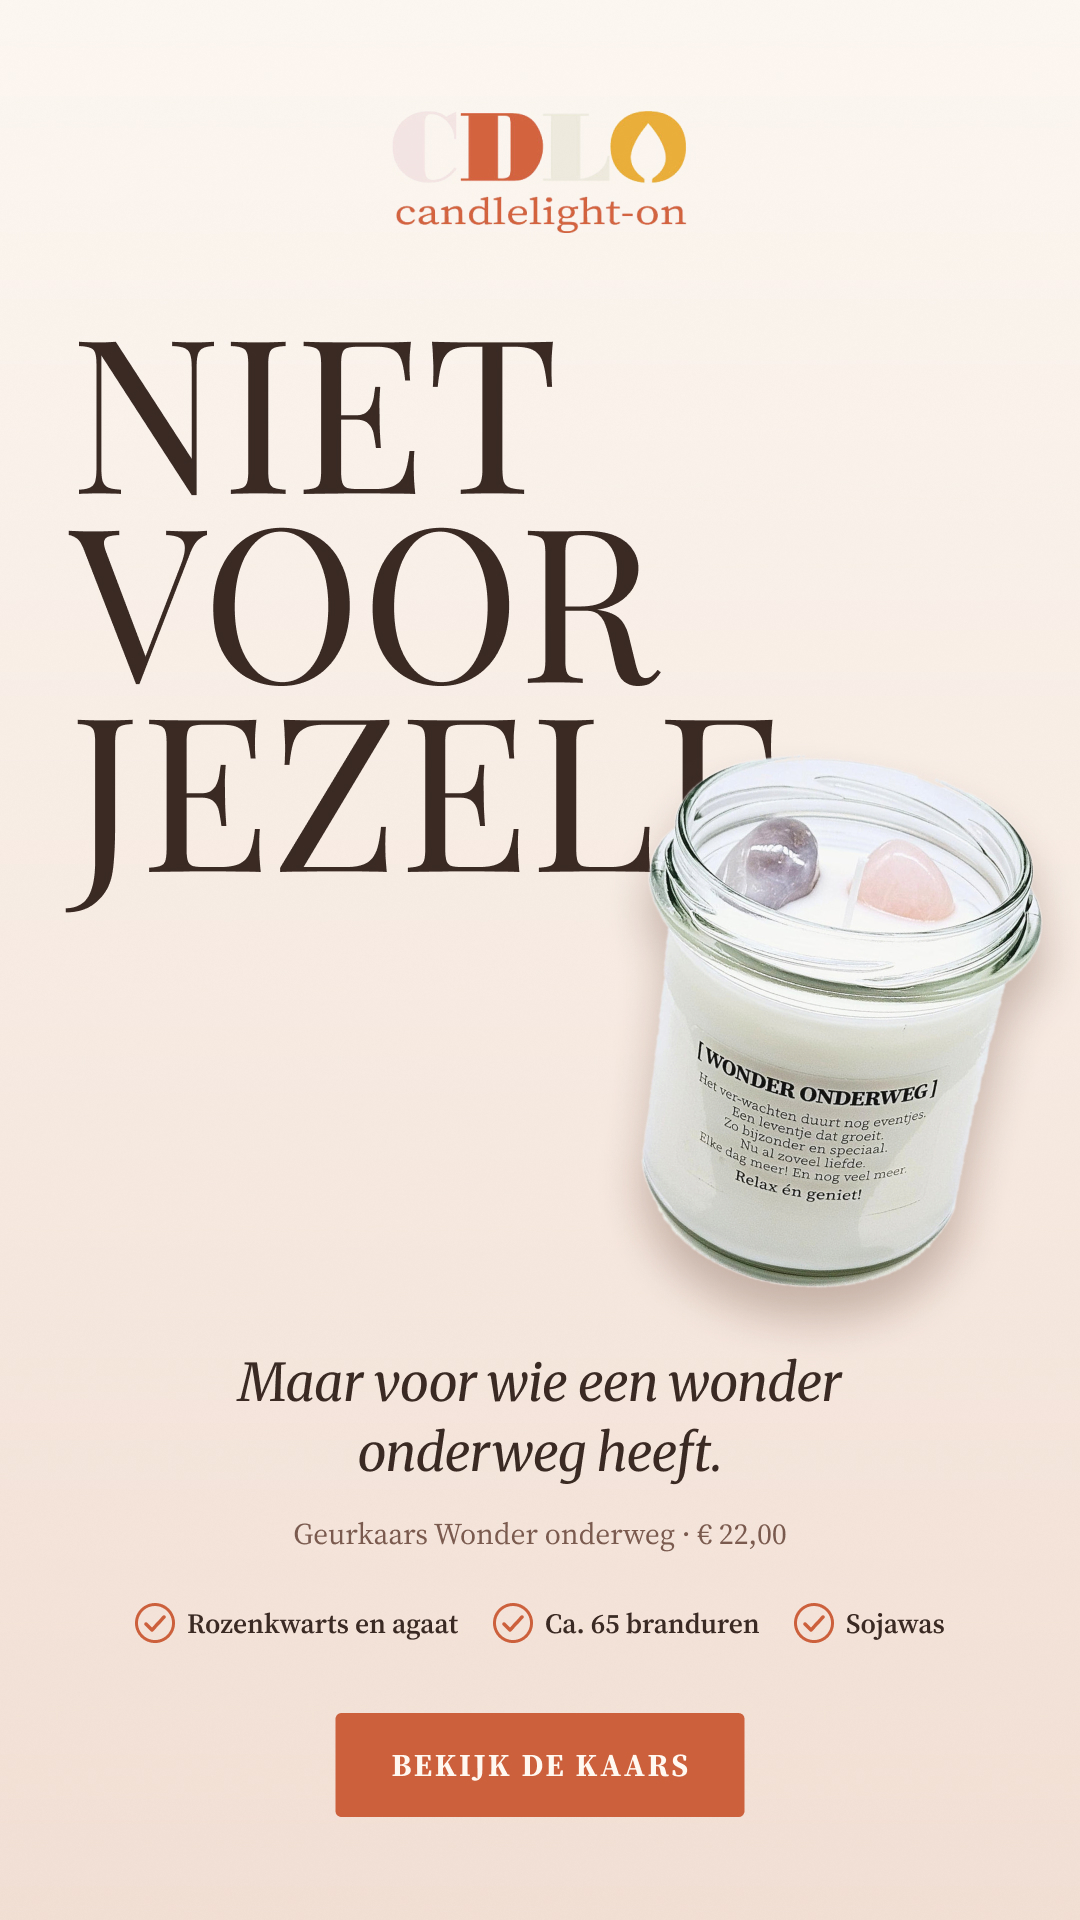 CDLO
candlelight-on
NIET
VOOR
JEZELF
[ WONDER ONDERWEG ]
Het ver-wachten duurt nog eventjes.
Een leventje dat groeit.
Zo bijzonder en speciaal.
Nu al zoveel liefde.
Elke dag meer! En nog veel meer.
Relax én geniet!
Maar voor wie een wonder
onderweg heeft.
Geurkaars Wonder onderweg · € 22,00
Rozenkwarts en agaat Ca. 65 branduren Sojawas
BEKIJK DE KAARS